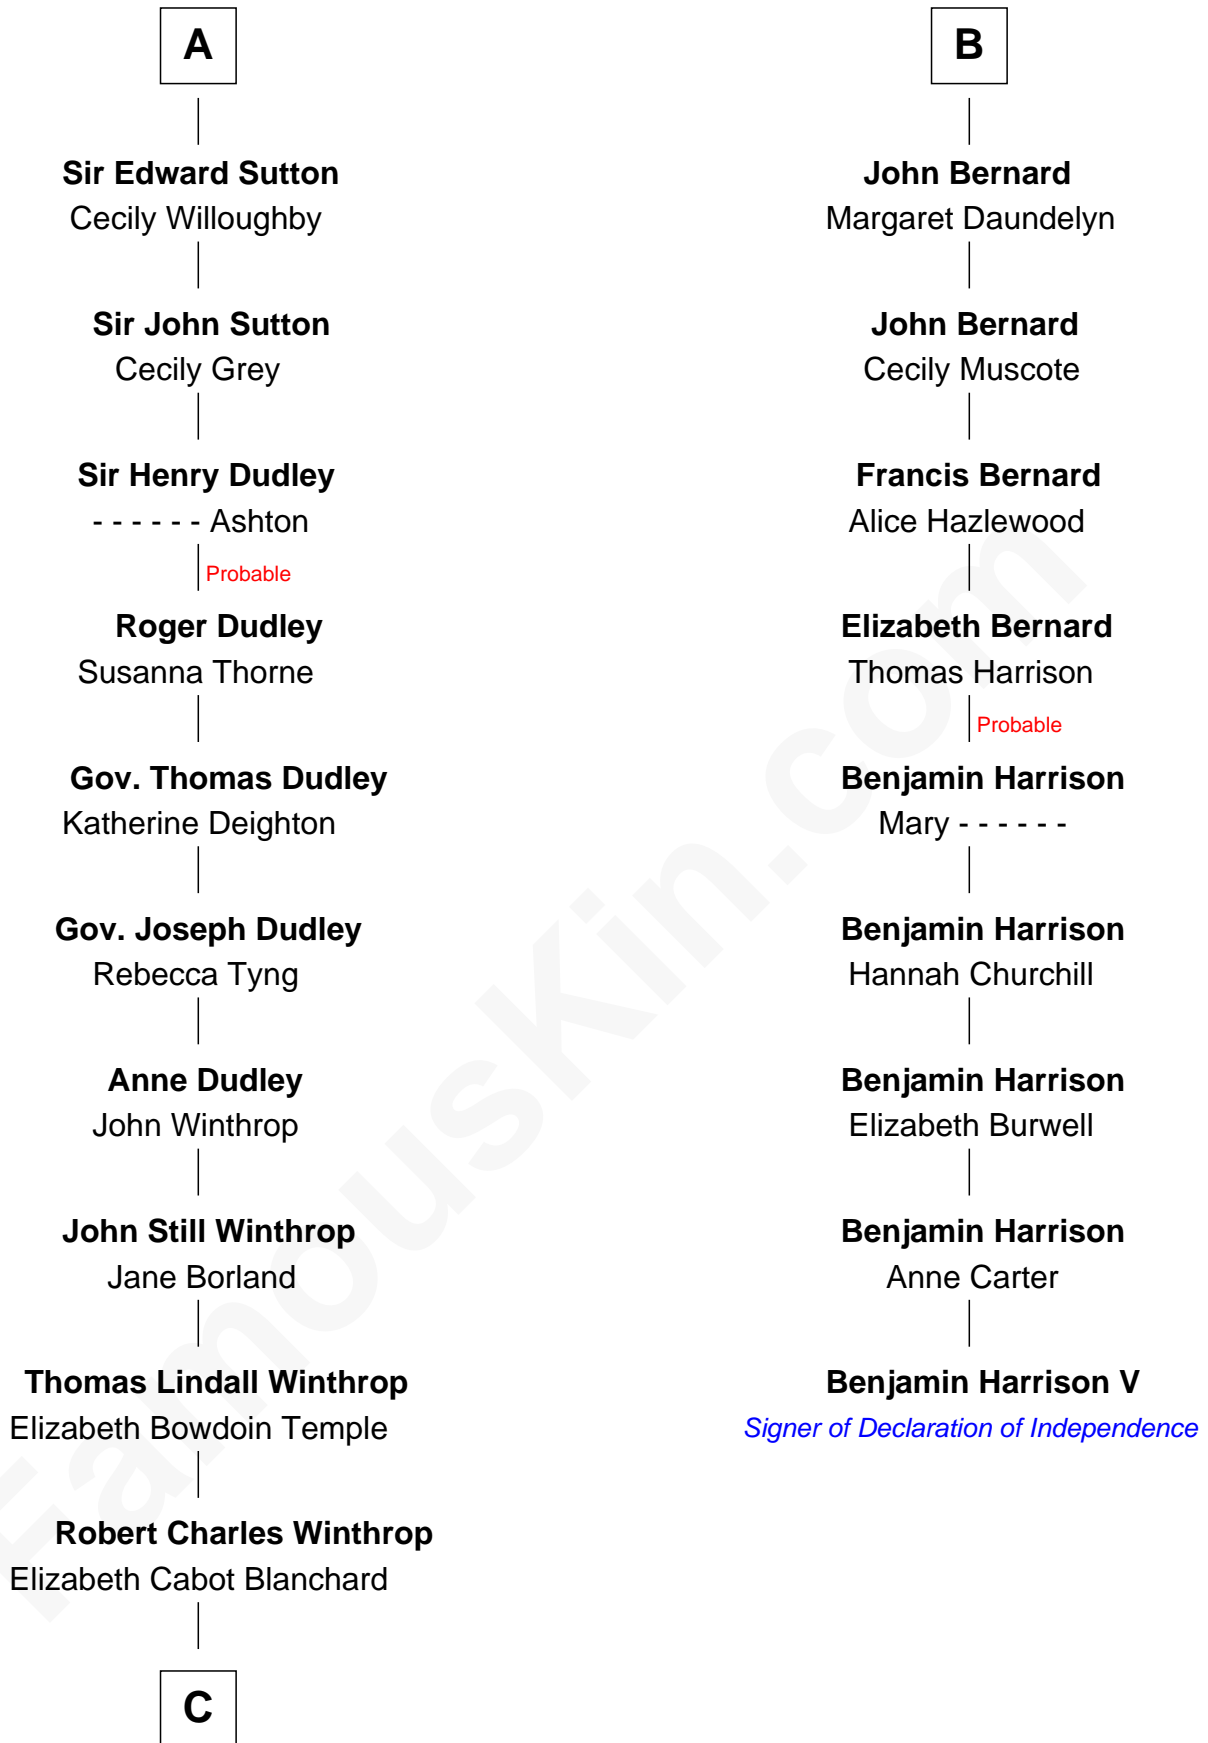 A
Sir Edward Sutton
Cecily Willoughby
Sir John Sutton
Cecily Grey
Sir Henry Dudley
- - - - - - Ashton
Probable
Roger Dudley
Susanna Thorne
Gov. Thomas Dudley
Katherine Deighton
Gov. Joseph Dudley
Rebecca Tyng
Anne Dudley
John Winthrop
John Still Winthrop
Jane Borland
Thomas Lindall Winthrop
Elizabeth Bowdoin Temple
Robert Charles Winthrop
Elizabeth Cabot Blanchard
C
B
John Bernard
Margaret Daundelyn
John Bernard
Cecily Muscote
Francis Bernard
Alice Hazlewood
Elizabeth Bernard
Thomas Harrison
Probable
Benjamin Harrison
Mary - - - - - -
Benjamin Harrison
Hannah Churchill
Benjamin Harrison
Elizabeth Burwell
Benjamin Harrison
Anne Carter
Benjamin Harrison V
Signer of Declaration of Independence
FamousKin.com